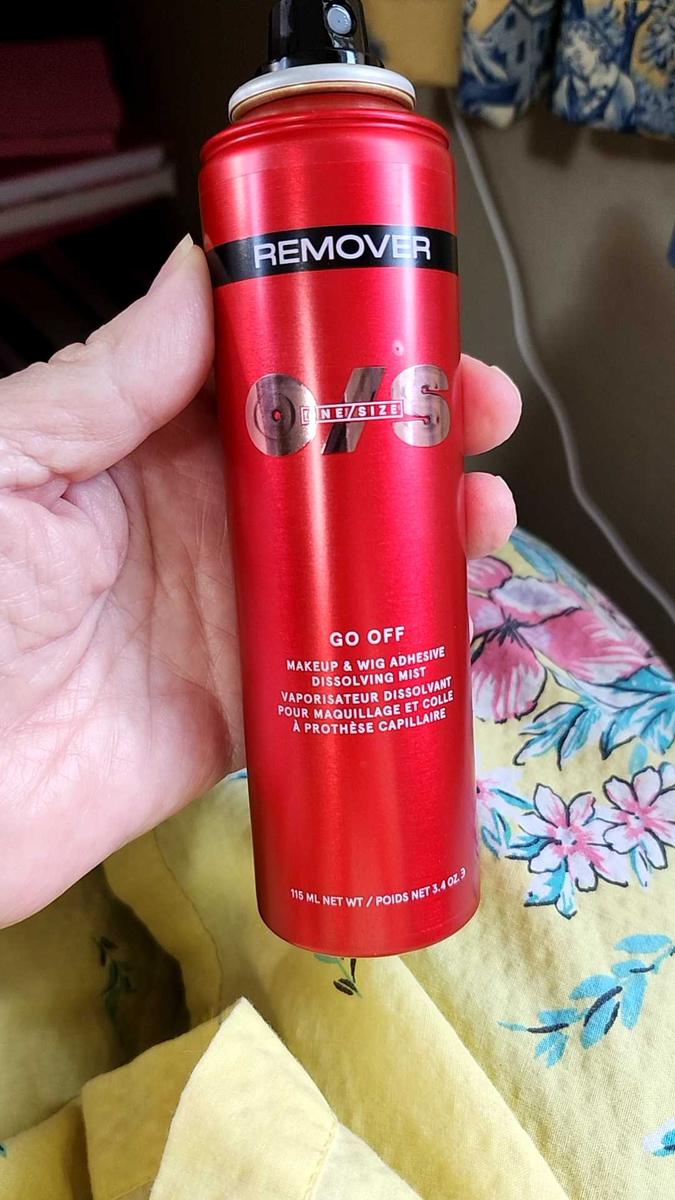 REMOVER
O/S
ONE/SIZE
GO OFF
MAKEUP & WIG ADHESIVE
DISSOLVING MIST
VAPORISATEUR DISSOLVANT
POUR MAQUILLAGE ET COLLE
À PROTHÈSE CAPILLAIRE
115 ML NET WT / POIDS NET 3.4 OZ.